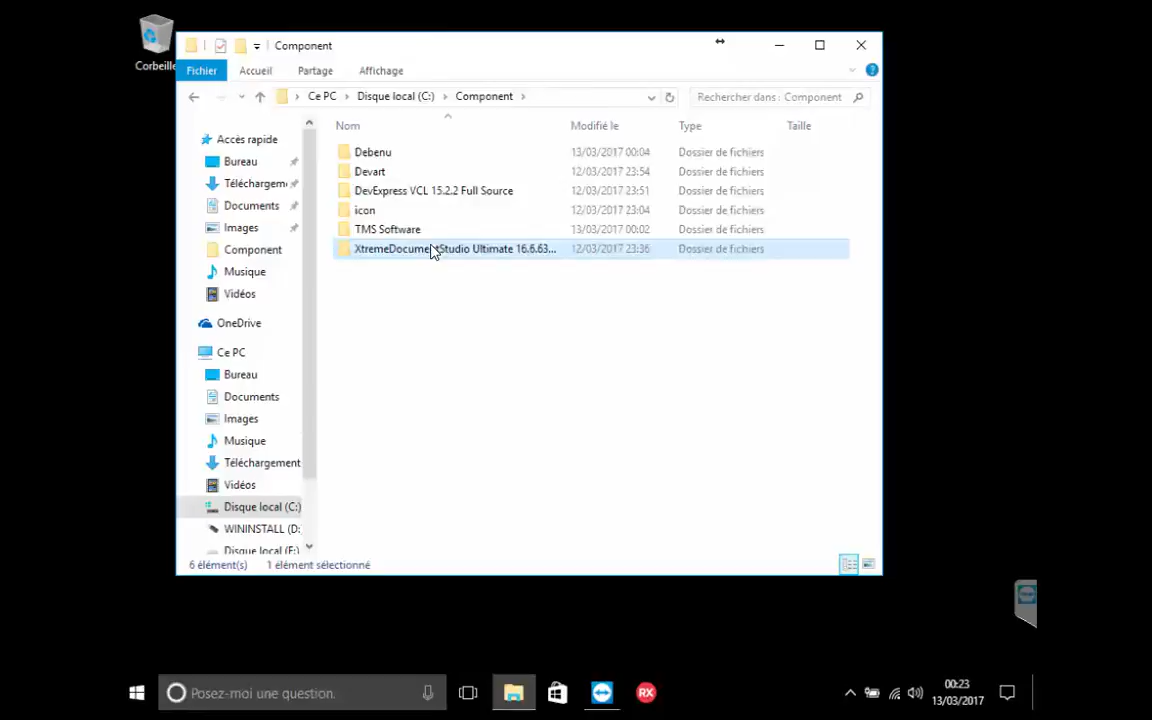 Corbeille
Component
Fichier Accueil Partage Affichage
Ce PC Disque local (C:) Component
Rechercher dans : Component
Nom Modifié le Type Taille
Debenu 13/03/2017 00:04 Dossier de fichiers
Devart 12/03/2017 23:54 Dossier de fichiers
DevExpress VCL 15.2.2 Full Source 12/03/2017 23:51 Dossier de fichiers
icon 12/03/2017 23:04 Dossier de fichiers
TMS Software 13/03/2017 00:02 Dossier de fichiers
XtremeDocumentStudio Ultimate 16.6.63... 12/03/2017 23:36 Dossier de fichiers
Accès rapide
Bureau
Téléchargem
Documents
Images
Component
Musique
Vidéos
OneDrive
Ce PC
Bureau
Documents
Images
Musique
Téléchargement
Vidéos
Disque local (C:)
WININSTALL (D:
Disque local (F:)
6 élément(s) 1 élément sélectionné
Posez-moi une question.
RX
00:23
13/03/2017